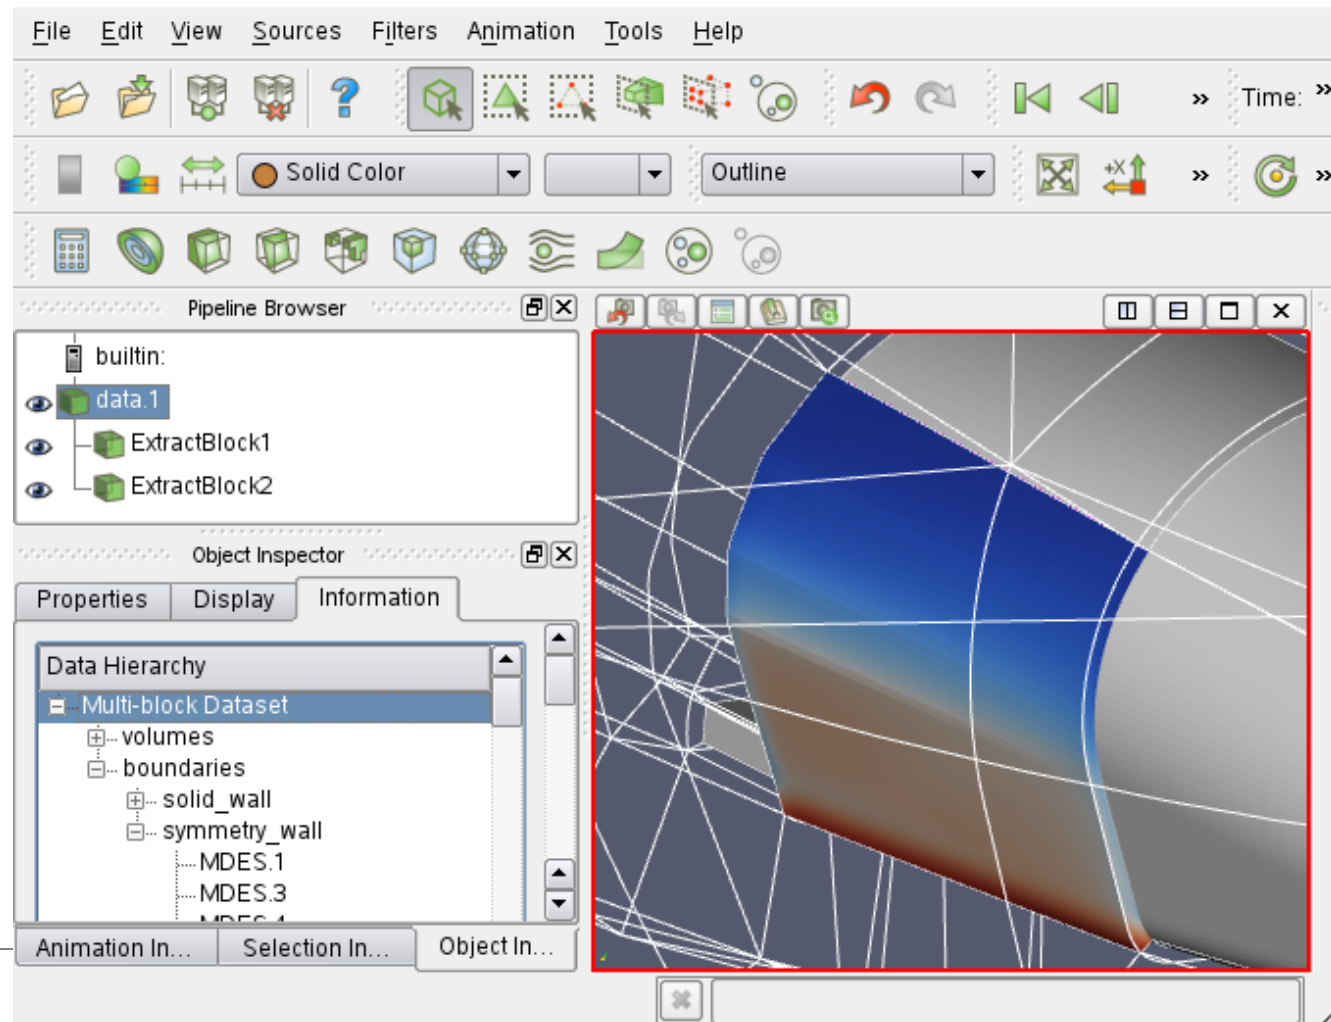 File Edit View Sources Filters Animation Tools Help
» Time: »
Solid Color Outline +X » »
Pipeline Browser
builtin:
data.1
ExtractBlock1
ExtractBlock2
Object Inspector
Properties Display Information
Data Hierarchy
Multi-block Dataset
volumes
boundaries
solid_wall
symmetry_wall
MDES.1
MDES.3
Animation In... Selection In... Object In...